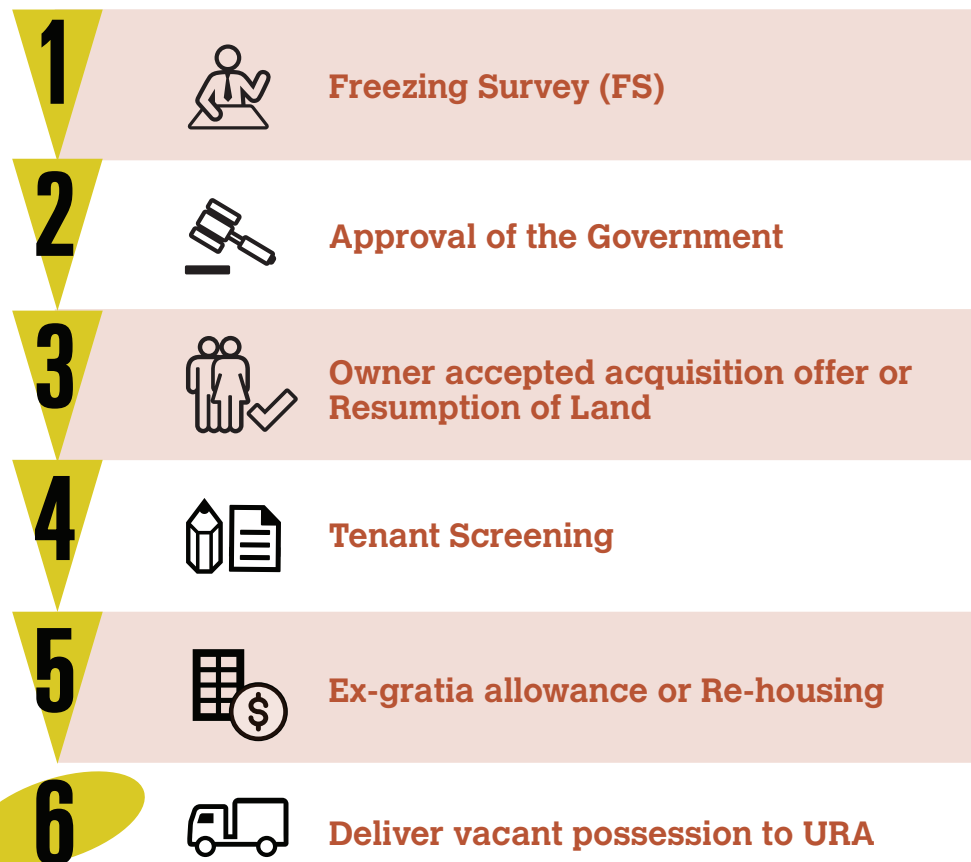 1
Freezing Survey (FS)
2
Approval of the Government
3
Owner accepted acquisition offer or
Resumption of Land
4
Tenant Screening
5
$
Ex-gratia allowance or Re-housing
6
Deliver vacant possession to URA